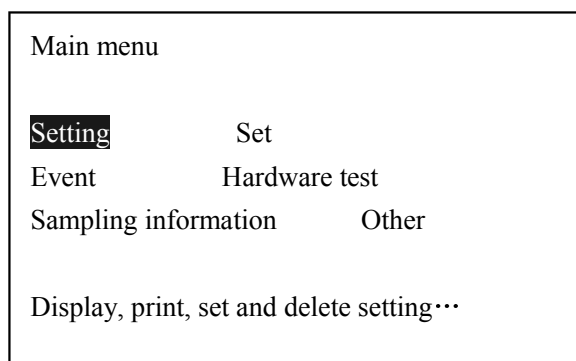 Main menu
Setting Set
Event Hardware test
Sampling information Other
Display, print, set and delete setting…